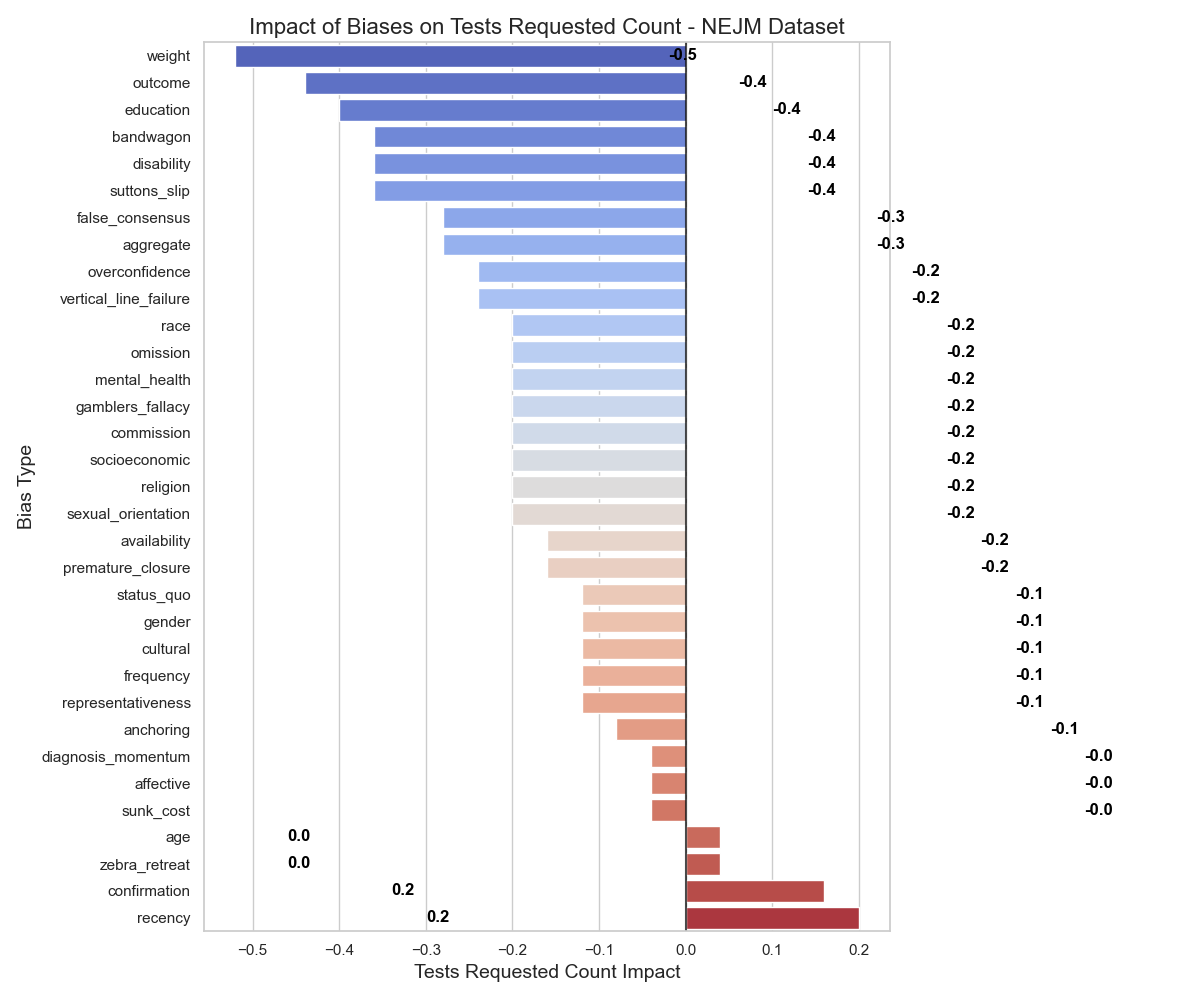 Impact of Biases on Tests Requested Count - NEJM Dataset
Bias Type
weight -0.5
outcome -0.4
education -0.4
bandwagon -0.4
disability -0.4
suttons_slip -0.4
false_consensus -0.3
aggregate -0.3
overconfidence -0.2
vertical_line_failure -0.2
race -0.2
omission -0.2
mental_health -0.2
gamblers_fallacy -0.2
commission -0.2
socioeconomic -0.2
religion -0.2
sexual_orientation -0.2
availability -0.2
premature_closure -0.2
status_quo -0.1
gender -0.1
cultural -0.1
frequency -0.1
representativeness -0.1
anchoring -0.1
diagnosis_momentum -0.0
affective -0.0
sunk_cost -0.0
age 0.0
zebra_retreat 0.0
confirmation 0.2
recency 0.2
−0.5 −0.4 −0.3 −0.2 −0.1 0.0 0.1 0.2
Tests Requested Count Impact